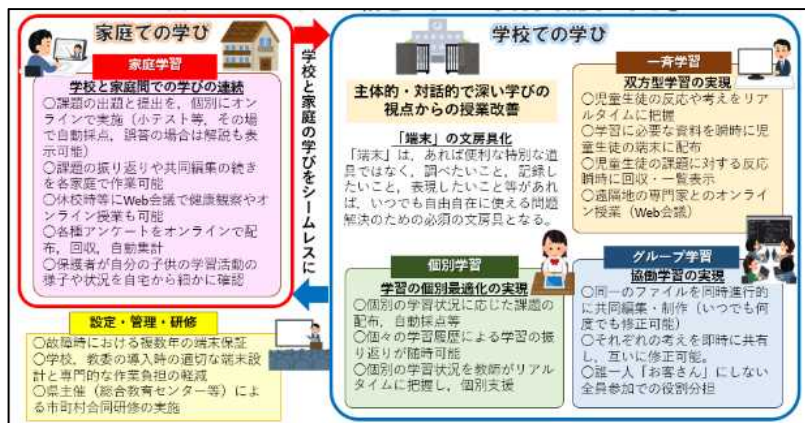 家庭での学び
家庭学習
学校と家庭間での学びの連続
○課題の出題と提出を、個別にオン
ラインで実施（小テスト等，その場
で自動採点，誤答の場合は解説も表
示可能）
○課題の振り返りや共同編集の続き
を各家庭で作業可能
○休校時等にWeb会議で健康観察やオ
ンライン授業も可能
○各種アンケートをオンラインで配
布，回収，自動集計
○保護者が自分の子供の学習活動の
様子や状況を自宅から細かに確認
設定・管理・研修
○故障時における複数年の端末保証
○学校，教委の導入時の適切な端末設
計と専門的な作業負担の軽減
○県主催（総合教育センター等）によ
る市町村合同研修の実施
学校と家庭の学びをシームレスに
学校での学び
主体的・対話的で深い学びの
視点からの授業改善
「端末」の文房具化
「端末」は，あれば便利な特別な道
具ではなく，調べたいこと，記録し
たいこと，表現したいこと等があれ
ば，いつでも自由自在に使える問題
解決のための必須の文房具となる。
一斉学習
双方型学習の実現
○児童生徒の反応や考えをリア
ルタイムに把握
○学習に必要な資料を瞬時に児
童生徒の端末に配布
○児童生徒の課題に対する反応
瞬時に回収・一覧表示
○遠隔地の専門家とのオンライ
ン授業（Web会議）
個別学習
学習の個別最適化の実現
○個別の学習状況に応じた課題の
配布，自動採点等
○個々の学習履歴による学習の振
り返りが随時可能
○個別の学習状況を教師がリアル
タイムに把握し，個別支援
グループ学習
協働学習の実現
○同一のファイルを同時進行的
に共同編集・制作（いつでも何
度でも修正可能）
○それぞれの考えを即時に共有
し，互いに修正可能。
○誰一人「お客さん」にしない
全員参加での役割分担